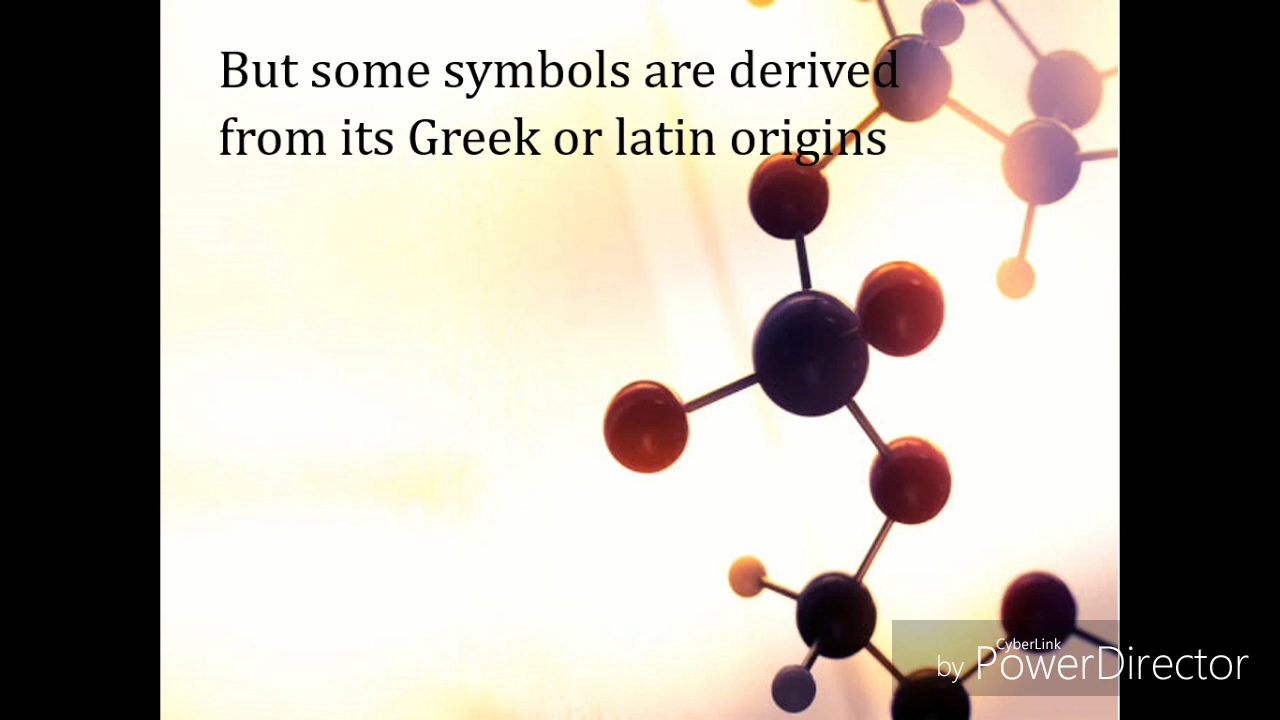 But some symbols are derived
from its Greek or latin origins
CyberLink
by PowerDirector